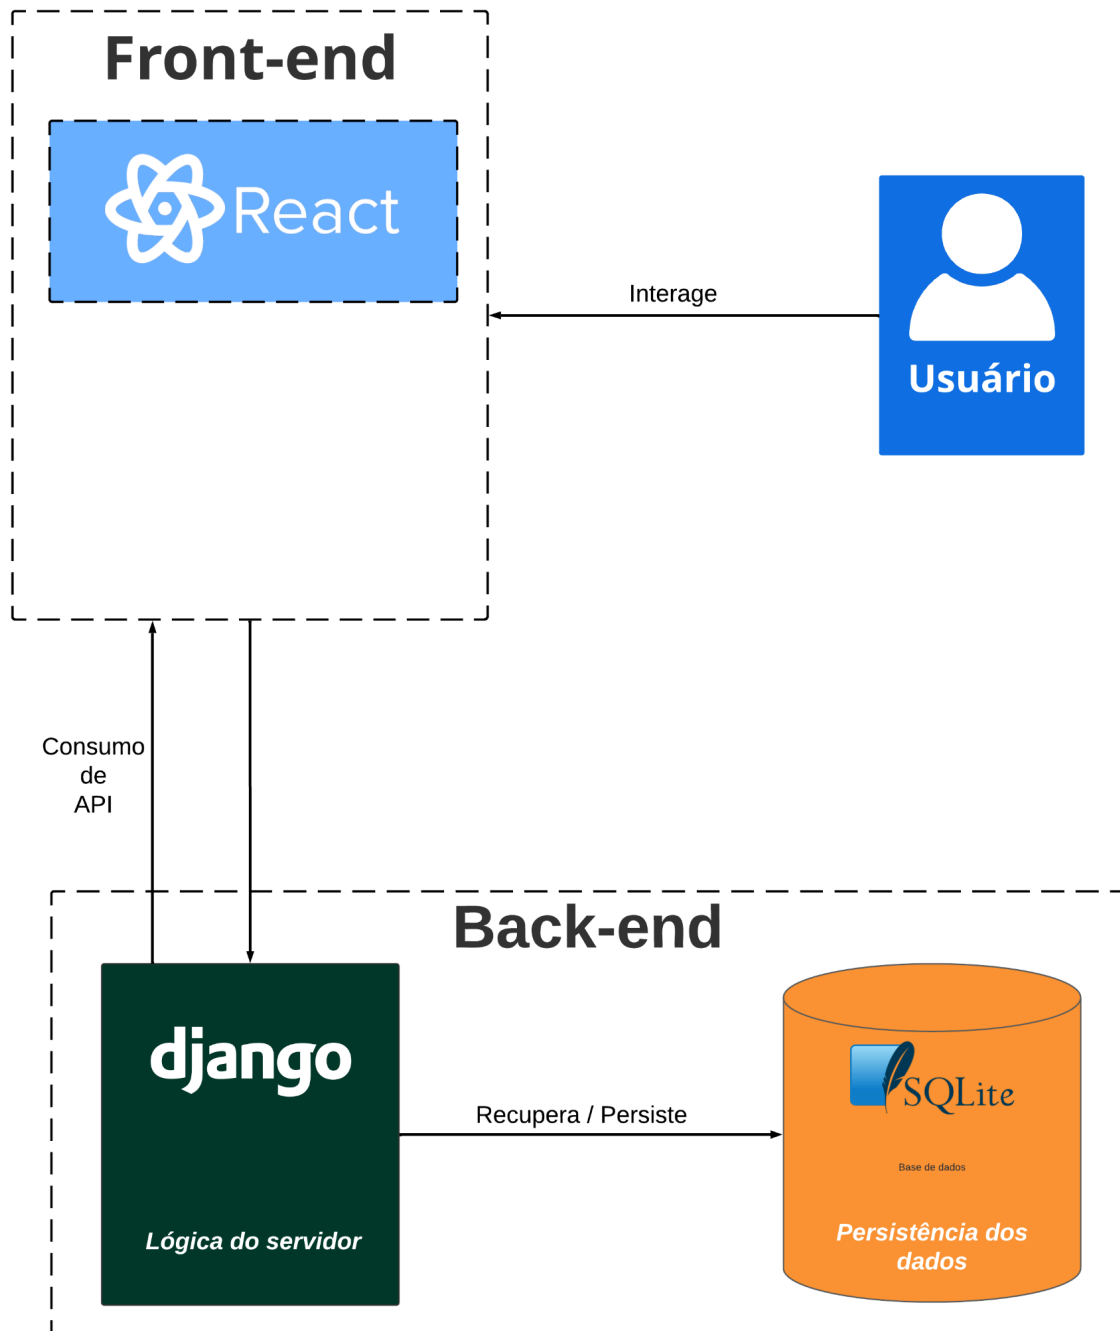 Front-end
React
Interage
Usuário
Consumo
de
API
Back-end
django
SQLite
Recupera / Persiste
Base de dados
Lógica do servidor
Persistência dos
dados